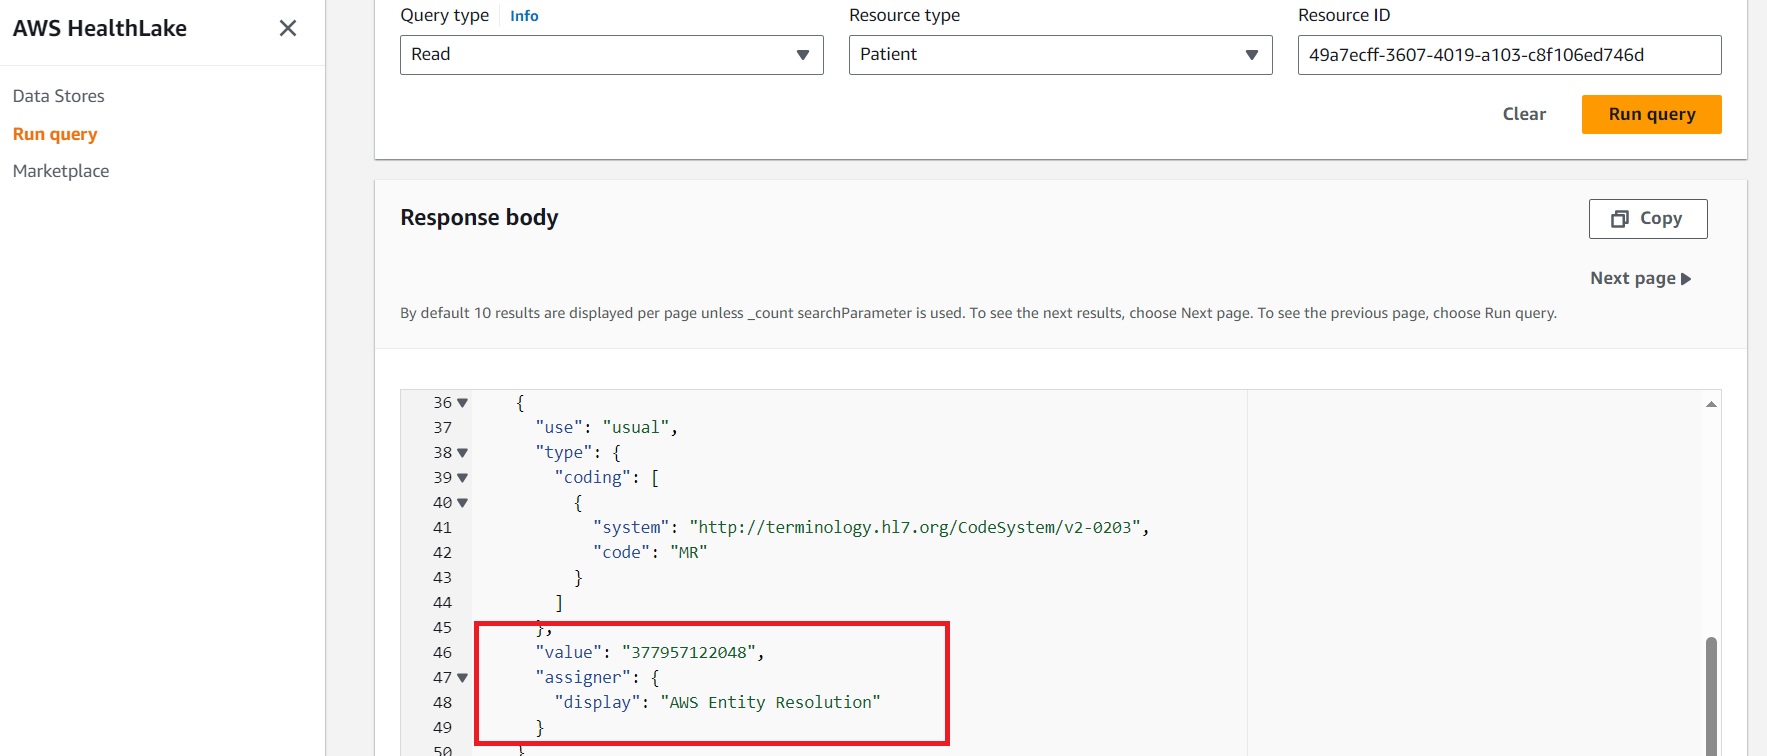 AWS HealthLake
Data Stores
Run query
Marketplace
Query type Info
Read
Resource type
Patient
Resource ID
49a7ecff-3607-4019-a103-c8f106ed746d
Clear
Run query
Response body
Copy
Next page
By default 10 results are displayed per page unless _count searchParameter is used. To see the next results, choose Next page. To see the previous page, choose Run query.
36 {
37 "use": "usual",
38 "type": {
39 "coding": [
40 {
41 "system": "http://terminology.hl7.org/CodeSystem/v2-0203",
42 "code": "MR"
43 }
44 ]
45 },
46 "value": "377957122048",
47 "assigner": {
48 "display": "AWS Entity Resolution"
49 }
50 }